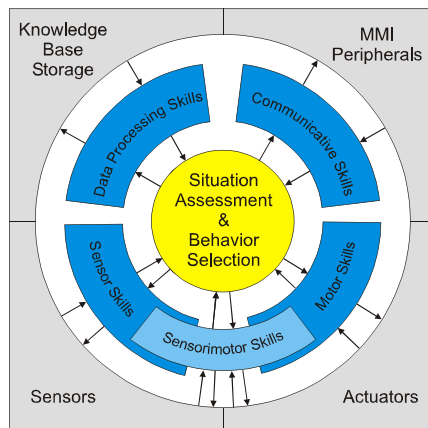 Knowledge
Base
Storage
MMI
Peripherals
Data Processing Skills
Communicative Skills
Situation
Assessment
&
Behavior
Selection
Sensor Skills
Motor Skills
Sensorimotor Skills
Sensors
Actuators